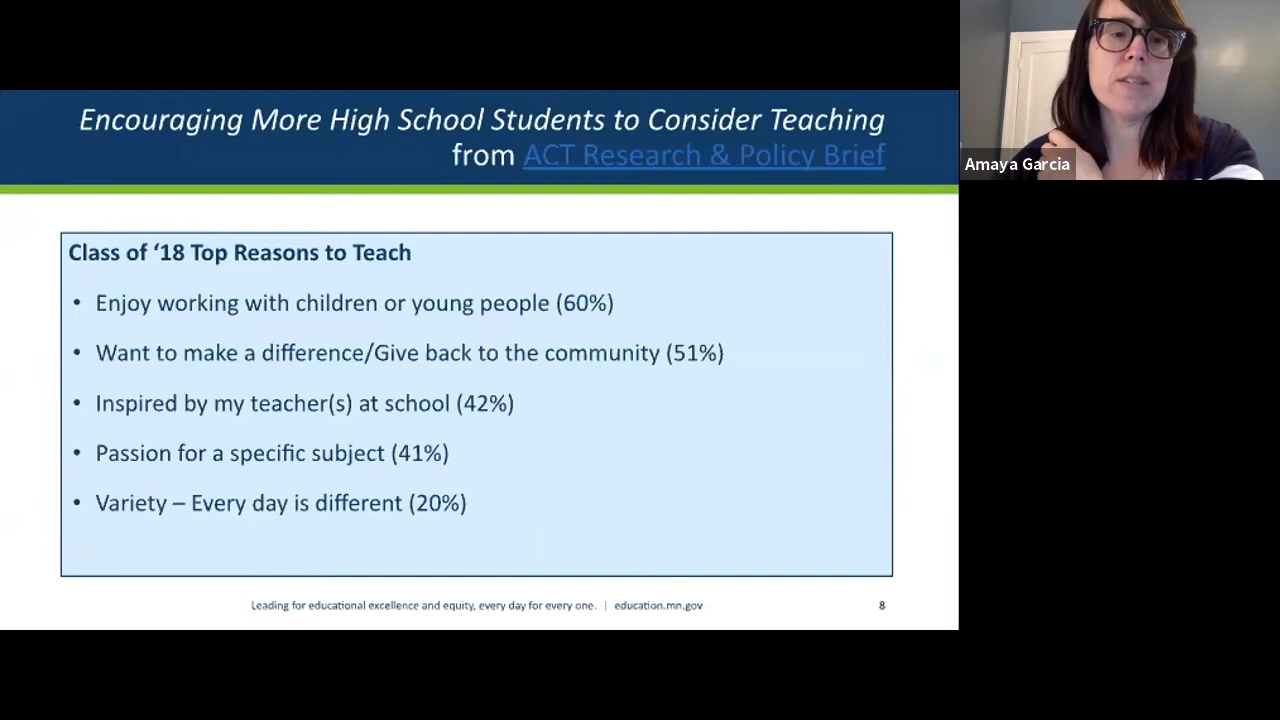 Encouraging More High School Students to Consider Teaching
from ACT Research & Policy Brief
Amaya Garcia
Class of ‘18 Top Reasons to Teach
• Enjoy working with children or young people (60%)
• Want to make a difference/Give back to the community (51%)
• Inspired by my teacher(s) at school (42%)
• Passion for a specific subject (41%)
• Variety – Every day is different (20%)
Leading for educational excellence and equity, every day for every one. | education.mn.gov
8